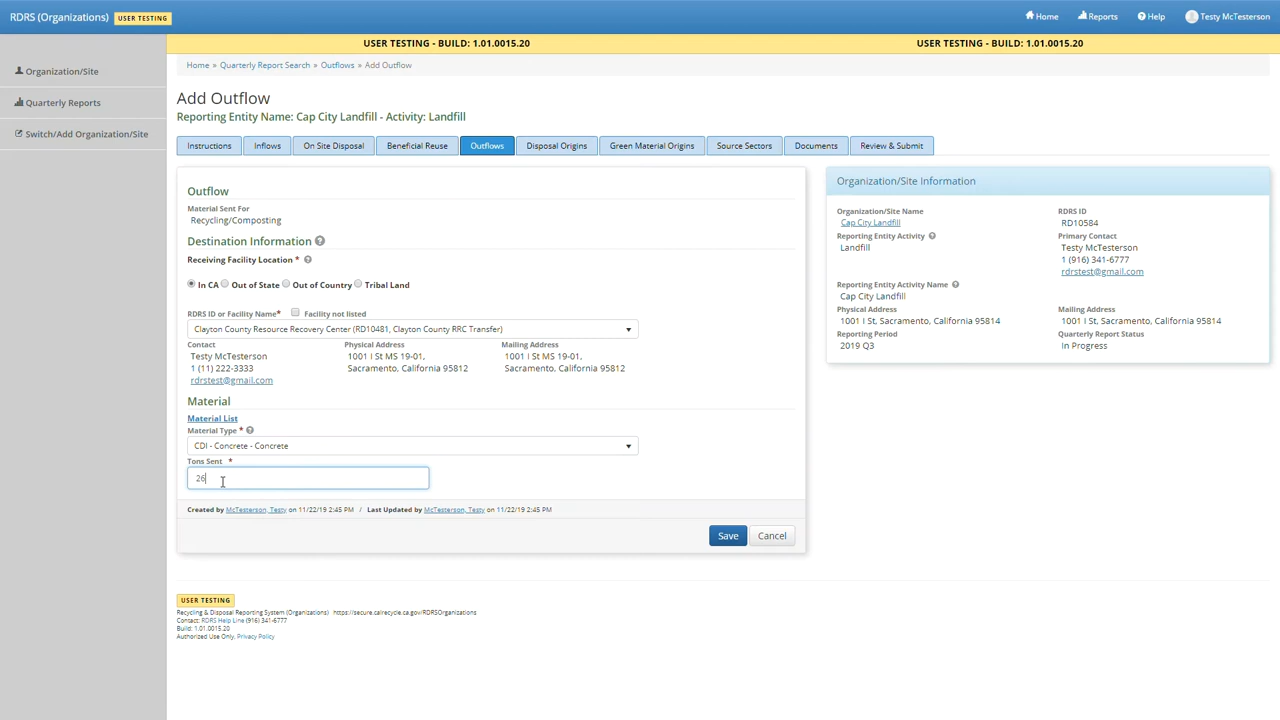 RDRS (Organizations) USER TESTING
Home Reports Help Testy McTesterson
USER TESTING - BUILD: 1.01.0015.20 USER TESTING - BUILD: 1.01.0015.20
Organization/Site
Quarterly Reports
Switch/Add Organization/Site
Home » Quarterly Report Search » Outflows » Add Outflow
Add Outflow
Reporting Entity Name: Cap City Landfill - Activity: Landfill
Instructions Inflows On Site Disposal Beneficial Reuse Outflows Disposal Origins Green Material Origins Source Sectors Documents Review & Submit
Outflow
Material Sent For
Recycling/Composting
Destination Information ?
Receiving Facility Location * ?
In CA Out of State Out of Country Tribal Land
RDRS ID or Facility Name* Facility not listed
Clayton County Resource Recovery Center (RD10481, Clayton County RRC Transfer)
Contact Physical Address Mailing Address
Testy McTesterson 1001 I St MS 19-01, 1001 I St MS 19-01,
1 (11) 222-3333 Sacramento, California 95812 Sacramento, California 95812
rdrstest@gmail.com
Material
Material List
Material Type * ?
CDI - Concrete - Concrete
Tons Sent *
26
Created by McTesterson, Testy on 11/22/19 2:45 PM / Last Updated by McTesterson, Testy on 11/22/19 2:45 PM
Save Cancel
Organization/Site Information
Organization/Site Name RDRS ID
Cap City Landfill RD10584
Reporting Entity Activity ? Primary Contact
Landfill Testy McTesterson
1 (916) 341-6777
rdrstest@gmail.com
Reporting Entity Activity Name ?
Cap City Landfill
Physical Address Mailing Address
1001 I St, Sacramento, California 95814 1001 I St, Sacramento, California 95814
Reporting Period Quarterly Report Status
2019 Q3 In Progress
USER TESTING
Recycling & Disposal Reporting System (Organizations) https://secure.calrecycle.ca.gov/RDRSOrganizations
Contact: RDRS Help Line (916) 341-6777
Build: 1.01.0015.20
Authorized Use Only. Privacy Policy